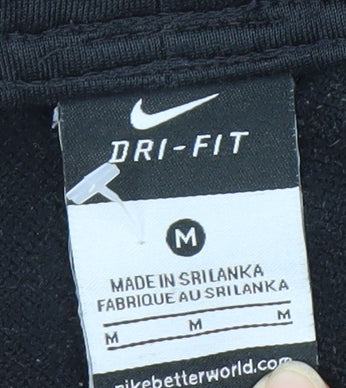 DRI-FIT
M
MADE IN SRI LANKA
FABRIQUE AU SRI LANKA
M M M
nikebetterworld.com